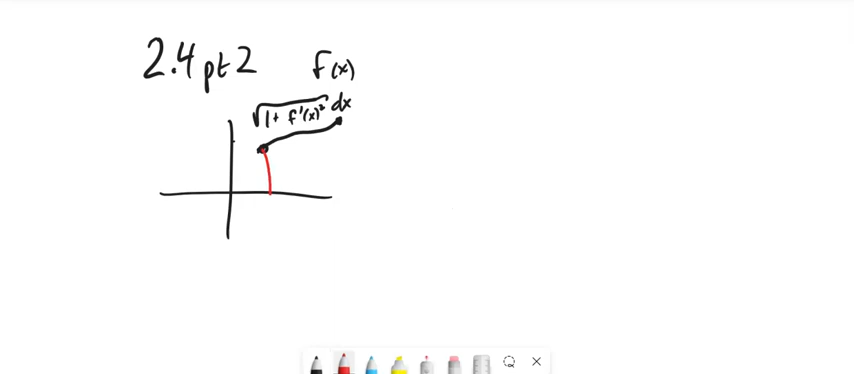 2.4 pt 2 f(x)
√1 + f'(x)² dx